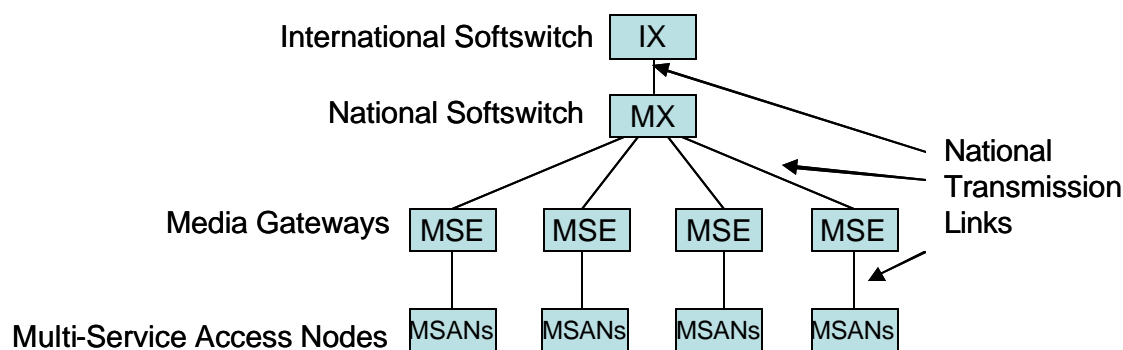 International Softswitch IX
National Softswitch MX
National
Transmission
Links
Media Gateways MSE MSE MSE MSE
Multi-Service Access Nodes MSANs MSANs MSANs MSANs